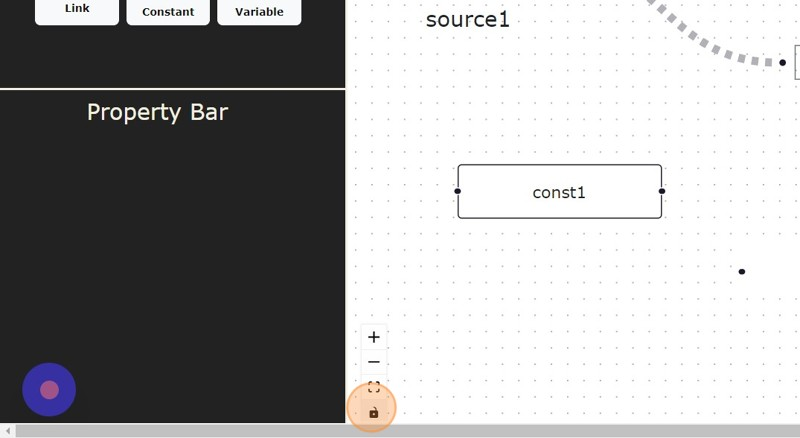 Link
Constant
Variable
source1
Property Bar
const1